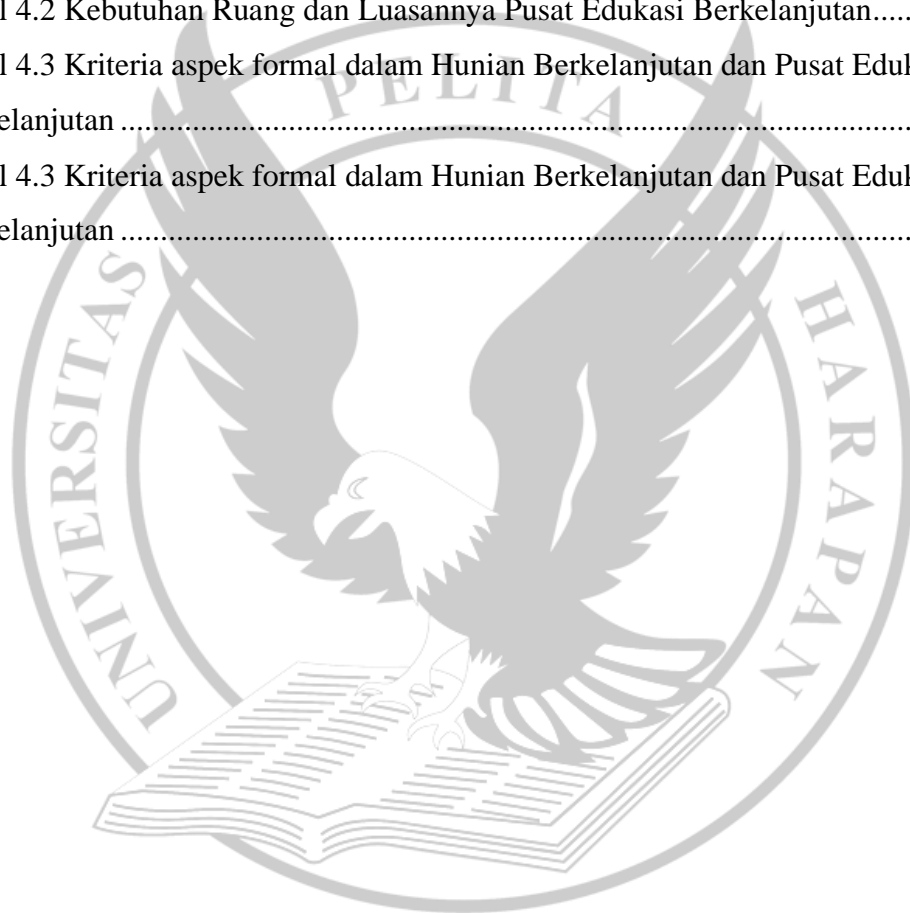 l 4.2 Kebutuhan Ruang dan Luasannya Pusat Edukasi Berkelanjutan.....
l 4.3 Kriteria aspek formal dalam Hunian Berkelanjutan dan Pusat Eduk
elanjutan ....................................................................................................
l 4.3 Kriteria aspek formal dalam Hunian Berkelanjutan dan Pusat Eduk
elanjutan ....................................................................................................
UNIVERSITAS PELITA HARAPAN